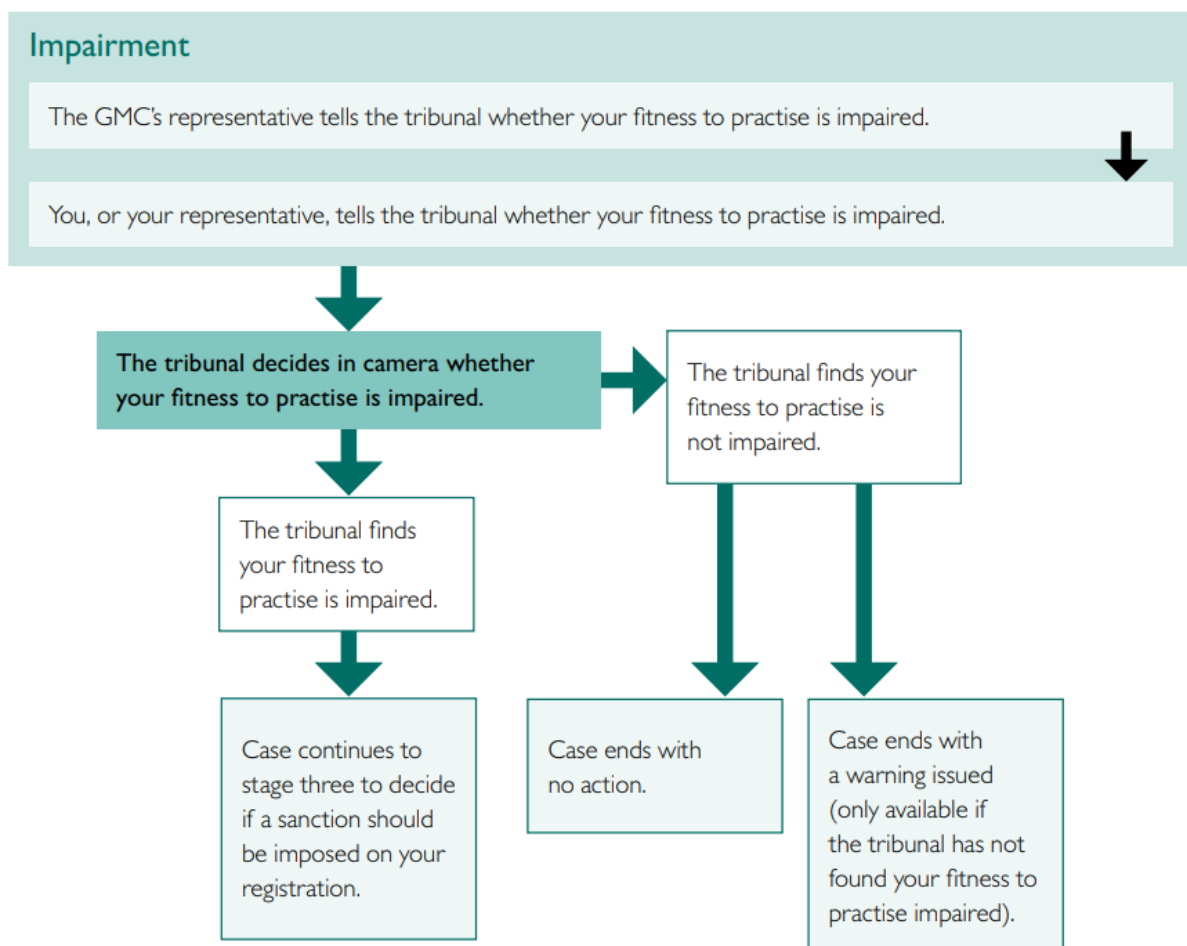 Impairment
The GMC's representative tells the tribunal whether your fitness to practise is impaired.
You, or your representative, tells the tribunal whether your fitness to practise is impaired.
The tribunal decides in camera whether
your fitness to practise is impaired.
The tribunal finds your
fitness to practise is
not impaired.
The tribunal finds
your fitness to
practise is impaired.
Case continues to
stage three to decide
if a sanction should
be imposed on your
registration.
Case ends with
no action.
Case ends with
a warning issued
(only available if
the tribunal has not
found your fitness to
practise impaired).